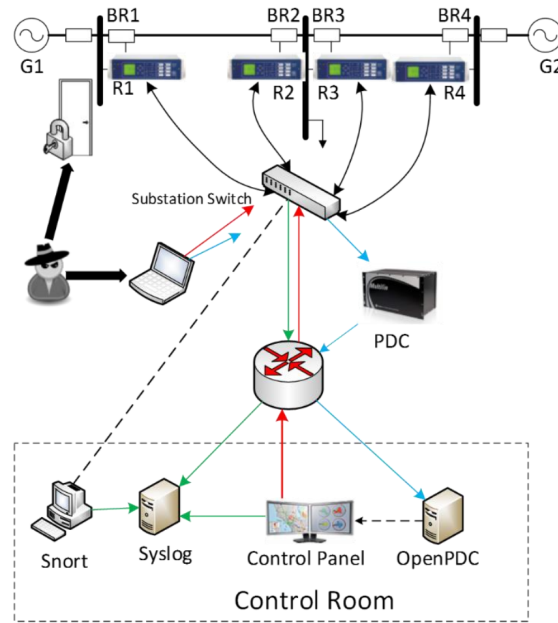 BR1 BR2 BR3 BR4
G1 G2
R1 R2 R3 R4
Substation Switch
PDC
Snort Syslog Control Panel OpenPDC
Control Room